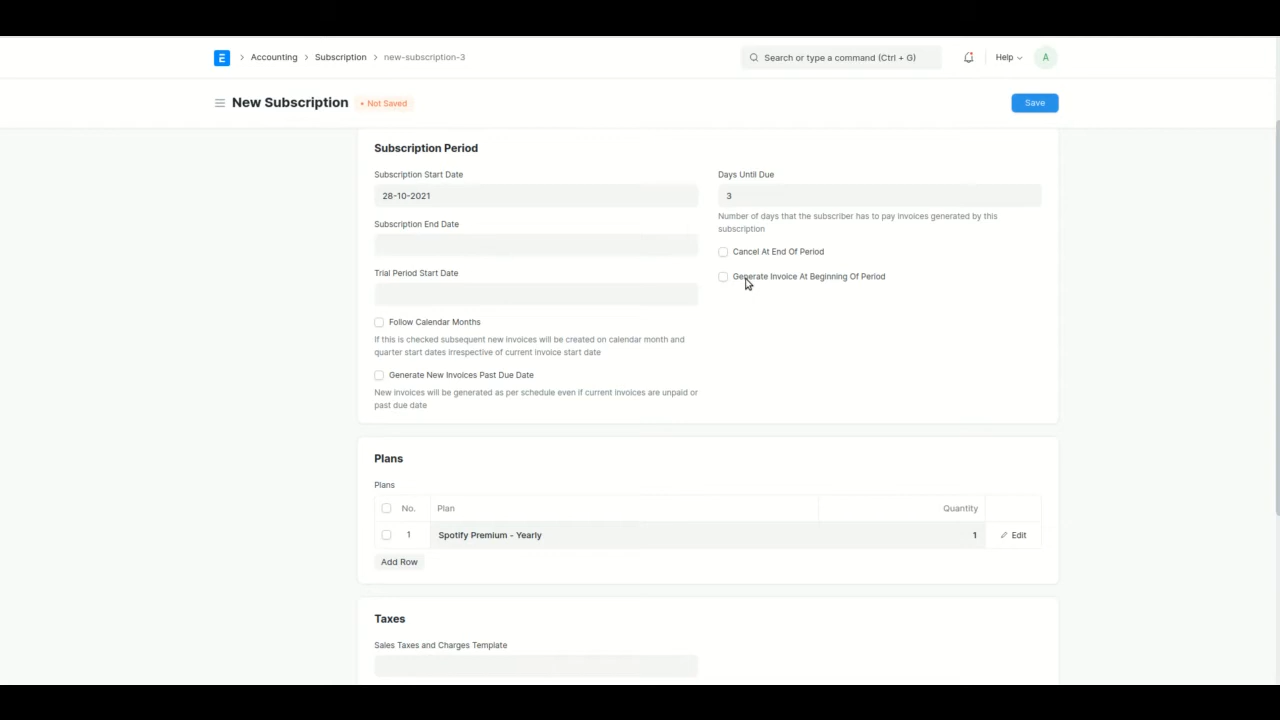 E > Accounting > Subscription > new-subscription-3
Search or type a command (Ctrl + G)
Help
A
New Subscription • Not Saved
Save
Subscription Period
Subscription Start Date
28-10-2021
Subscription End Date
Trial Period Start Date
Follow Calendar Months
If this is checked subsequent new invoices will be created on calendar month and
quarter start dates irrespective of current invoice start date
Generate New Invoices Past Due Date
New invoices will be generated as per schedule even if current invoices are unpaid or
past due date
Days Until Due
3
Number of days that the subscriber has to pay invoices generated by this
subscription
Cancel At End Of Period
Generate Invoice At Beginning Of Period
Plans
Plans
No. Plan Quantity
1 Spotify Premium - Yearly 1 Edit
Add Row
Taxes
Sales Taxes and Charges Template